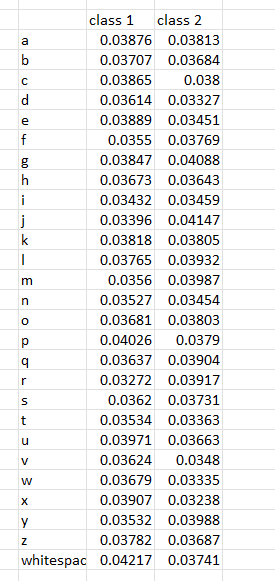 class 1 class 2
a 0.03876 0.03813
b 0.03707 0.03684
c 0.03865 0.038
d 0.03614 0.03327
e 0.03889 0.03451
f 0.0355 0.03769
g 0.03847 0.04088
h 0.03673 0.03643
i 0.03432 0.03459
j 0.03396 0.04147
k 0.03818 0.03805
l 0.03765 0.03932
m 0.0356 0.03987
n 0.03527 0.03454
o 0.03681 0.03803
p 0.04026 0.0379
q 0.03637 0.03904
r 0.03272 0.03917
s 0.0362 0.03731
t 0.03534 0.03363
u 0.03971 0.03663
v 0.03624 0.0348
w 0.03679 0.03335
x 0.03907 0.03238
y 0.03532 0.03988
z 0.03782 0.03687
whitespac 0.04217 0.03741